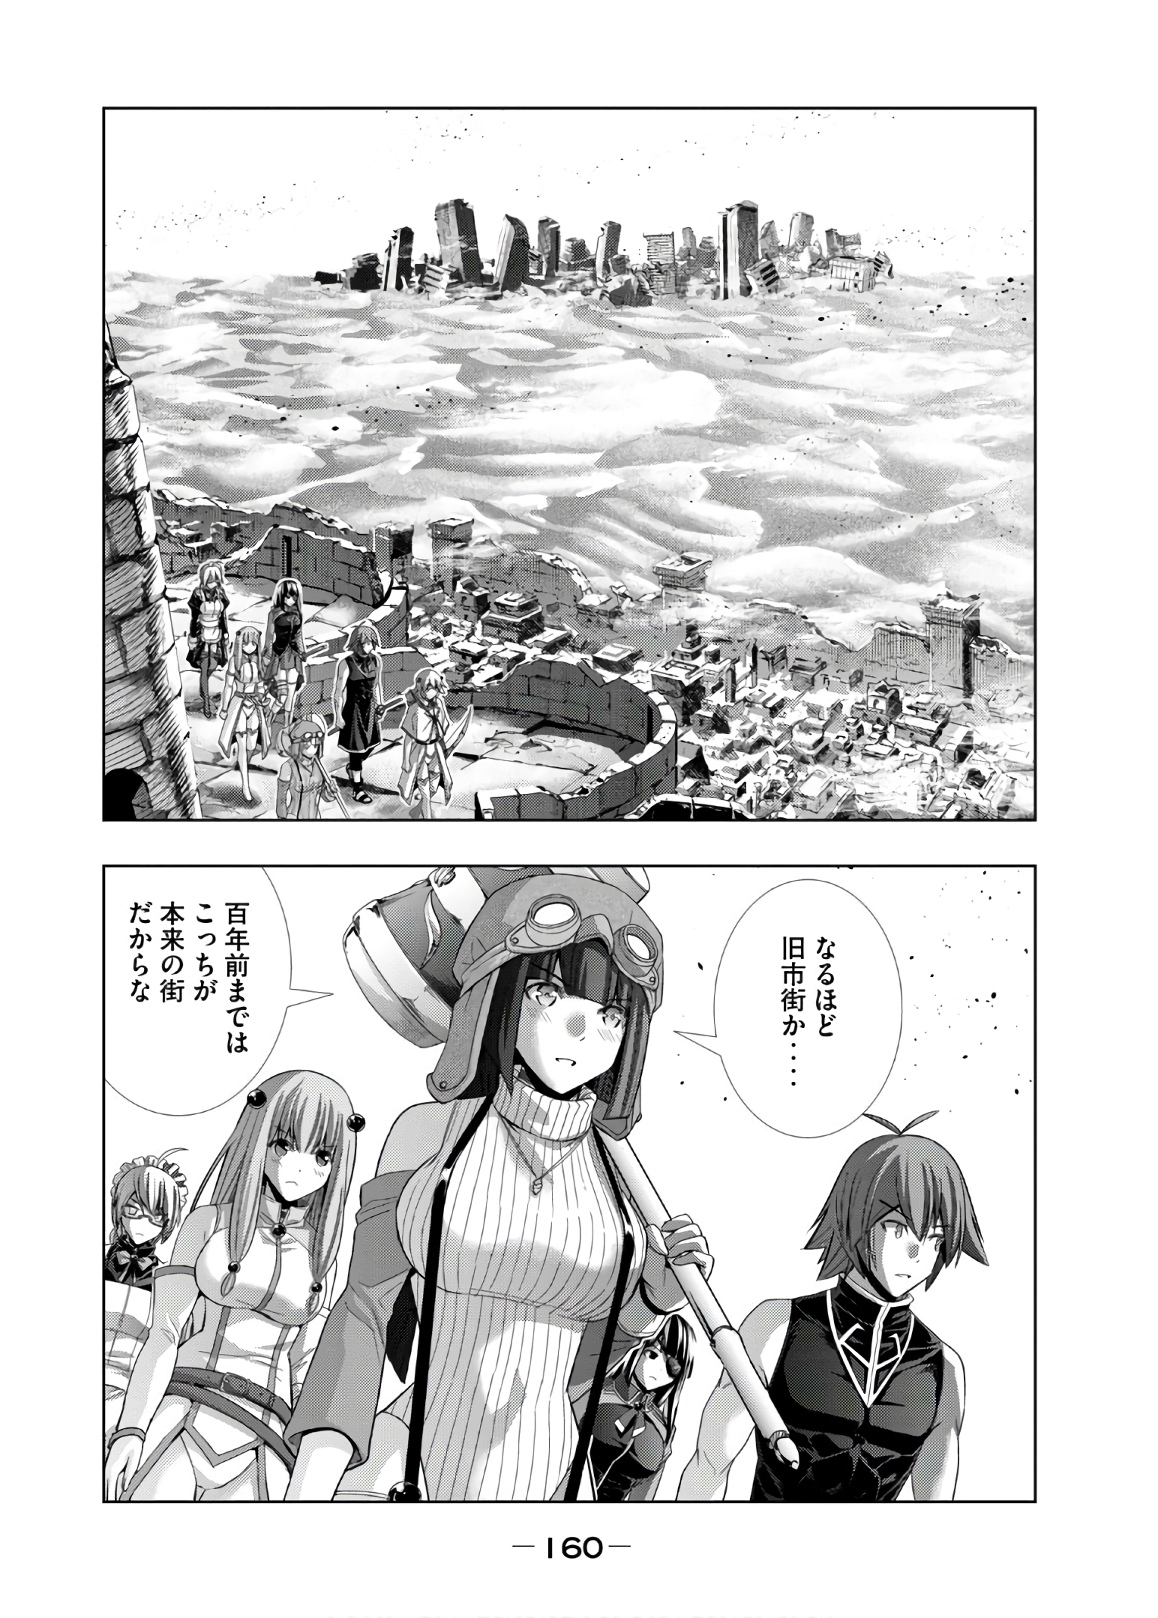 なるほど
旧市街か‥‥
百年前までは
こっちが
本来の街
だからな
—160—